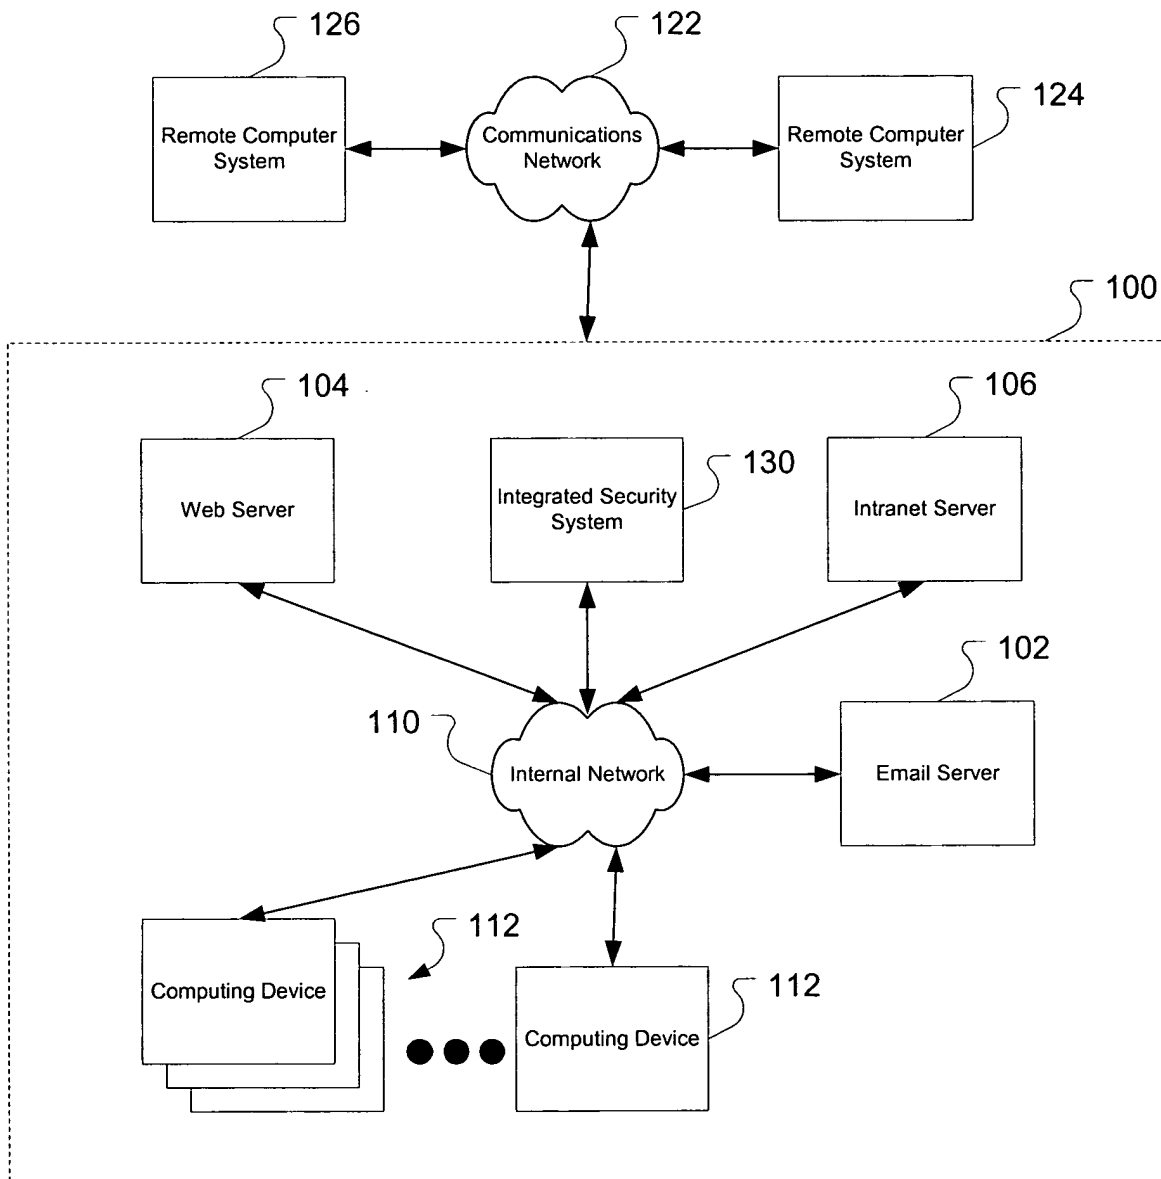 126
122
124
Remote Computer
System
Communications
Network
Remote Computer
System
100
104
106
130
Web Server
Integrated Security
System
Intranet Server
102
110
Internal Network
Email Server
112
Computing Device
112
Computing Device